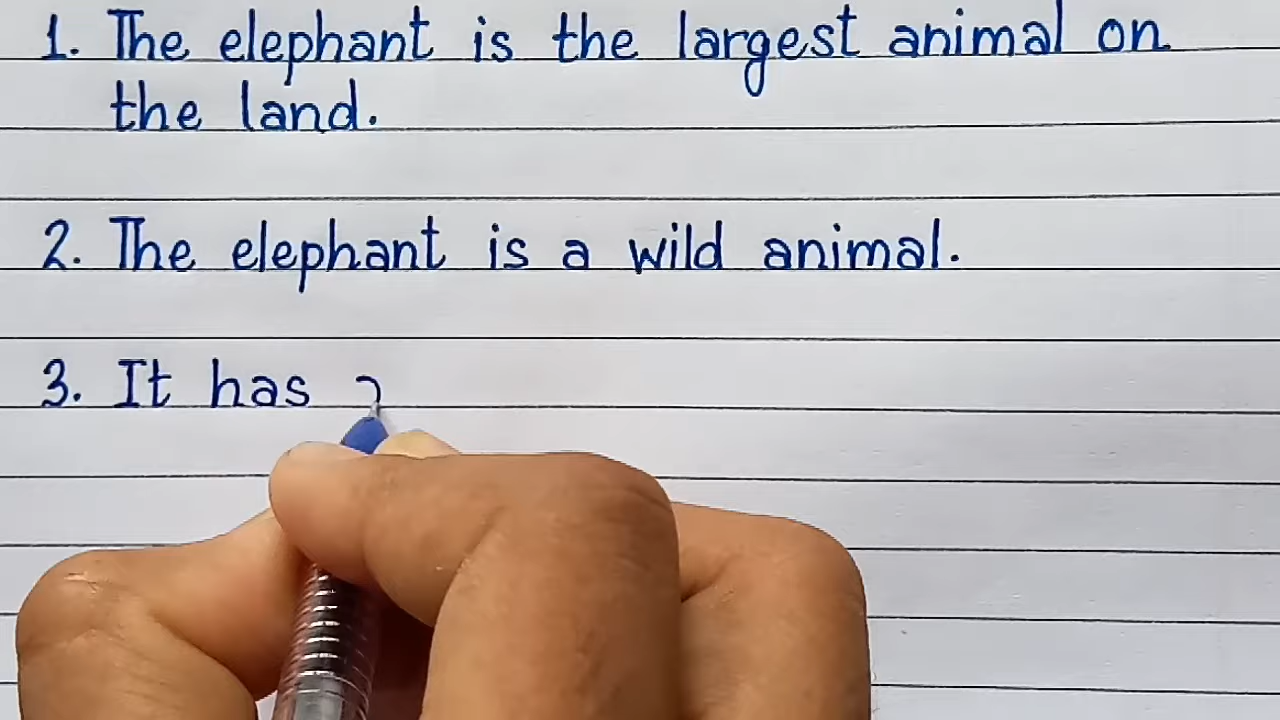 1. The elephant is the largest animal on
the land.
2. The elephant is a wild animal.
3. It has